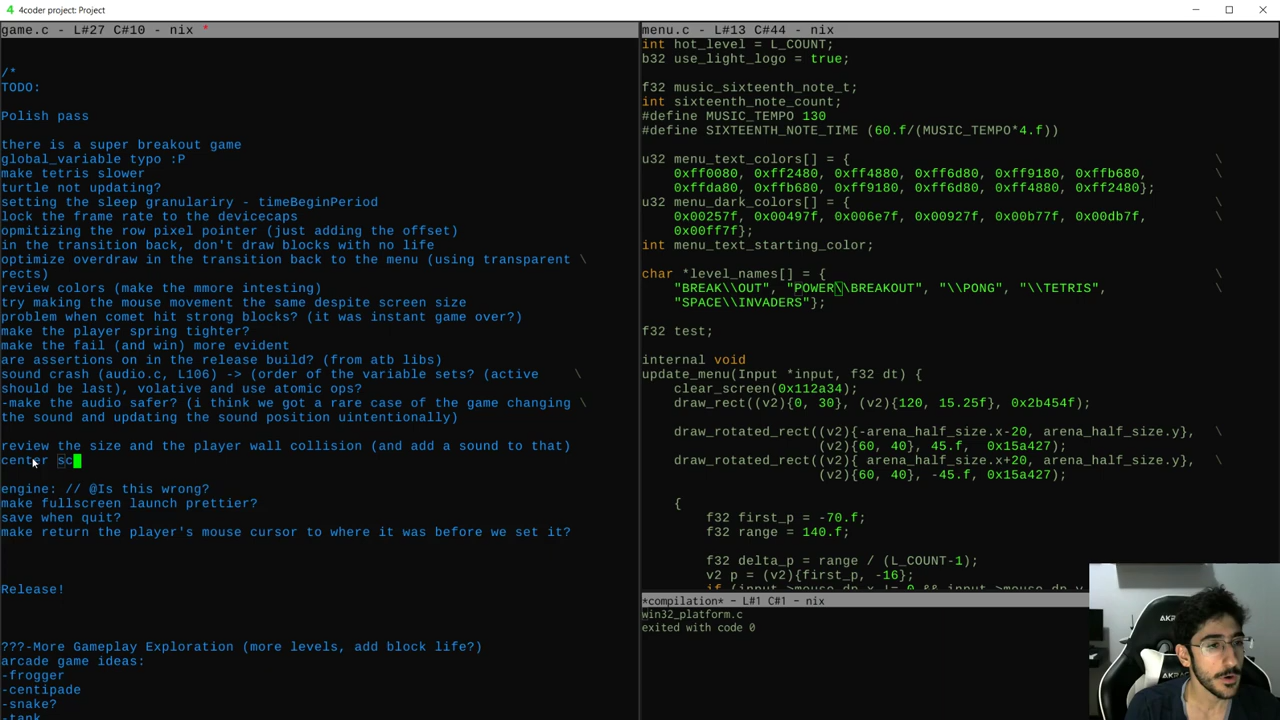 4coder project: Project
game.c - L#27 C#10 - nix *
/*
TODO:
Polish pass
there is a super breakout game
global_variable typo :P
make tetris slower
turtle not updating?
setting the sleep granulariry - timeBeginPeriod
lock the frame rate to the devicecaps
opmitizing the row pixel pointer (just adding the offset)
in the transition back, don't draw blocks with no life
optimize overdraw in the transition back to the menu (using transparent \
rects)
review colors (make the mmore intesting)
try making the mouse movement the same despite screen size
problem when comet hit strong blocks? (it was instant game over?)
make the player spring tighter?
make the fail (and win) more evident
are assertions on in the release build? (from atb libs)
sound crash (audio.c, L106) -> (order of the variable sets? (active \
should be last), volative and use atomic ops?
-make the audio safer? (i think we got a rare case of the game changing \
the sound and updating the sound position uintentionally)
review the size and the player wall collision (and add a sound to that)
center sc
engine: // @Is this wrong?
make fullscreen launch prettier?
save when quit?
make return the player's mouse cursor to where it was before we set it?
Release!
???-More Gameplay Exploration (more levels, add block life?)
arcade game ideas:
-frogger
-centipade
-snake?
-tank
menu.c - L#13 C#44 - nix
int hot_level = L_COUNT;
b32 use_light_logo = true;
f32 music_sixteenth_note_t;
int sixteenth_note_count;
#define MUSIC_TEMPO 130
#define SIXTEENTH_NOTE_TIME (60.f/(MUSIC_TEMPO*4.f))
u32 menu_text_colors[] = { \
0xff0080, 0xff2480, 0xff4880, 0xff6d80, 0xff9180, 0xffb680, \
0xffda80, 0xffb680, 0xff9180, 0xff6d80, 0xff4880, 0xff2480};
u32 menu_dark_colors[] = { \
0x00257f, 0x00497f, 0x006e7f, 0x00927f, 0x00b77f, 0x00db7f, \
0x00ff7f};
int menu_text_starting_color;
char *level_names[] = { \
"BREAK\\OUT", "POWER\\BREAKOUT", "\\PONG", "\\TETRIS", \
"SPACE\\INVADERS"};
f32 test;
internal void
update_menu(Input *input, f32 dt) {
clear_screen(0x112a34);
draw_rect((v2){0, 30}, (v2){120, 15.25f}, 0x2b454f);
draw_rotated_rect((v2){-arena_half_size.x-20, arena_half_size.y}, \
(v2){60, 40}, 45.f, 0x15a427);
draw_rotated_rect((v2){ arena_half_size.x+20, arena_half_size.y}, \
(v2){60, 40}, -45.f, 0x15a427);
{
f32 first_p = -70.f;
f32 range = 140.f;
f32 delta_p = range / (L_COUNT-1);
v2 p = (v2){first_p, -16};
*compilation* - L#1 C#1 - nix
win32_platform.c
exited with code 0